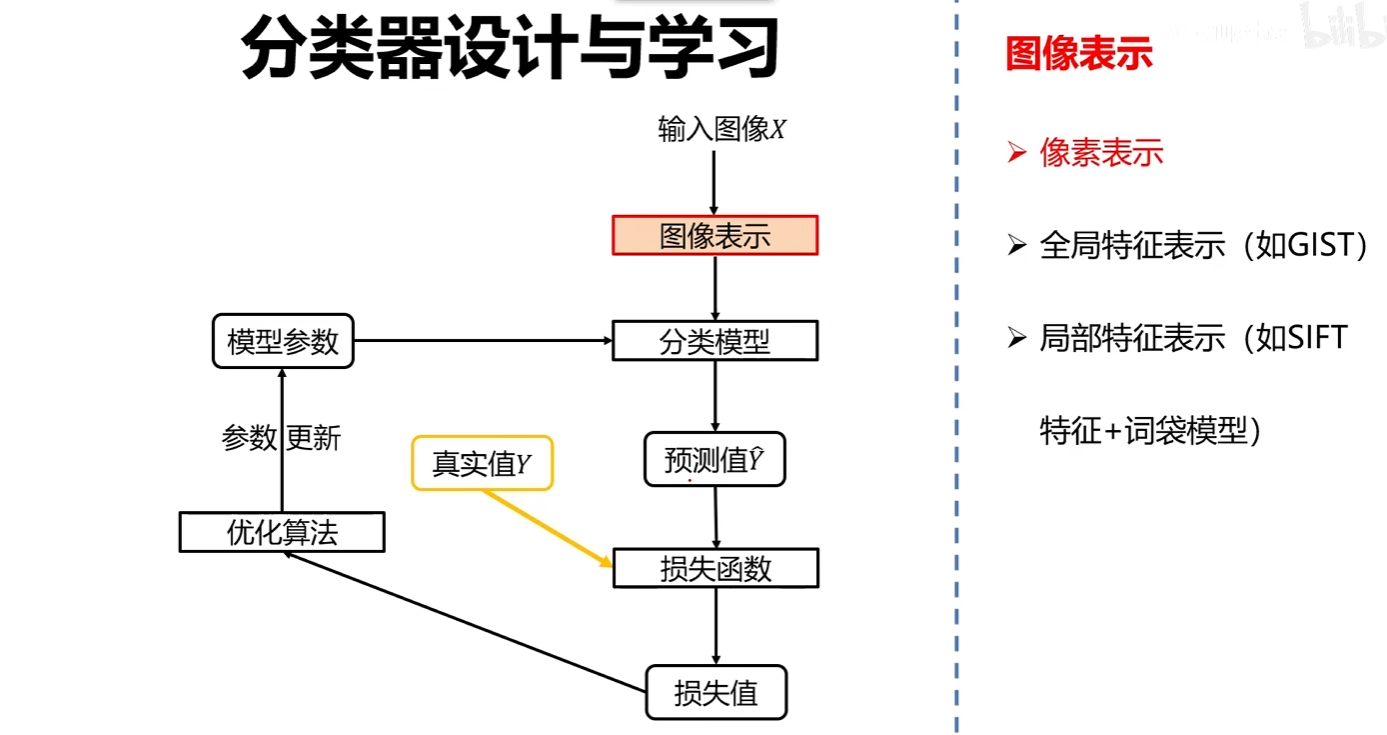 分类器设计与学习
输入图像X
图像表示
分类模型
模型参数
参数 更新
真实值Y
预测值Ŷ
优化算法
损失函数
损失值
图像表示
➢ 像素表示
➢ 全局特征表示（如GIST）
➢ 局部特征表示（如SIFT
特征+词袋模型）
bilibi